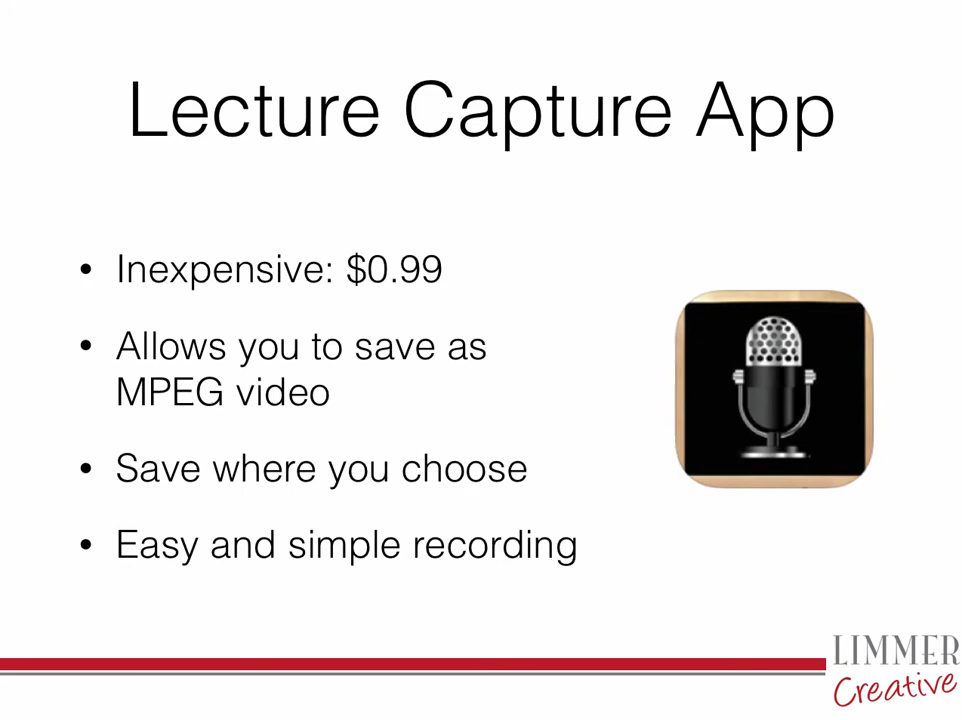 Lecture Capture App
• Inexpensive: $0.99
• Allows you to save as
MPEG video
• Save where you choose
• Easy and simple recording
LIMMER
Creative